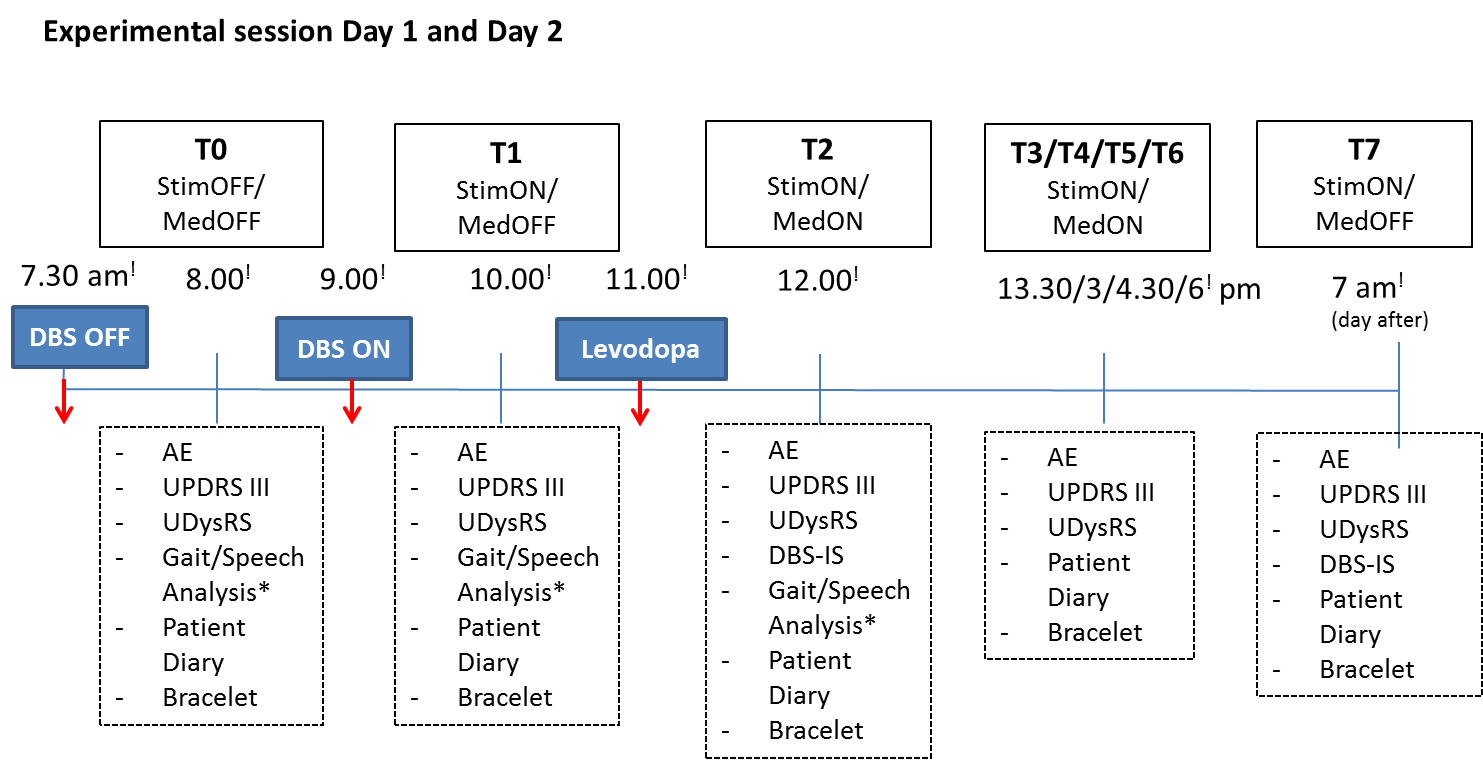 Experimental session Day 1 and Day 2
T0
StimOFF/
MedOFF
T1
StimON/
MedOFF
T2
StimON/
MedON
T3/T4/T5/T6
StimON/
MedON
T7
StimON/
MedOFF
7.30 am!
8.00!
9.00!
10.00!
11.00!
12.00!
13.30/3/4.30/6! pm
7 am!
(day after)
DBS OFF
DBS ON
Levodopa
- AE
- UPDRS III
- UDysRS
- Gait/Speech
Analysis*
- Patient
Diary
- Bracelet
- AE
- UPDRS III
- UDysRS
- Gait/Speech
Analysis*
- Patient
Diary
- Bracelet
- AE
- UPDRS III
- UDysRS
- DBS-IS
- Gait/Speech
Analysis*
- Patient
Diary
- Bracelet
- AE
- UPDRS III
- UDysRS
- Patient
Diary
- Bracelet
- AE
- UPDRS III
- UDysRS
- DBS-IS
- Patient
Diary
- Bracelet